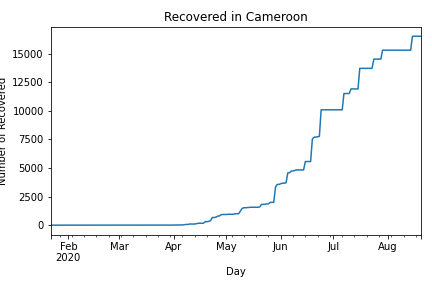 Recovered in Cameroon
Number of Recovered
15000
12500
10000
7500
5000
2500
0
Feb
2020
Mar
Apr
May
Jun
Jul
Aug
Day